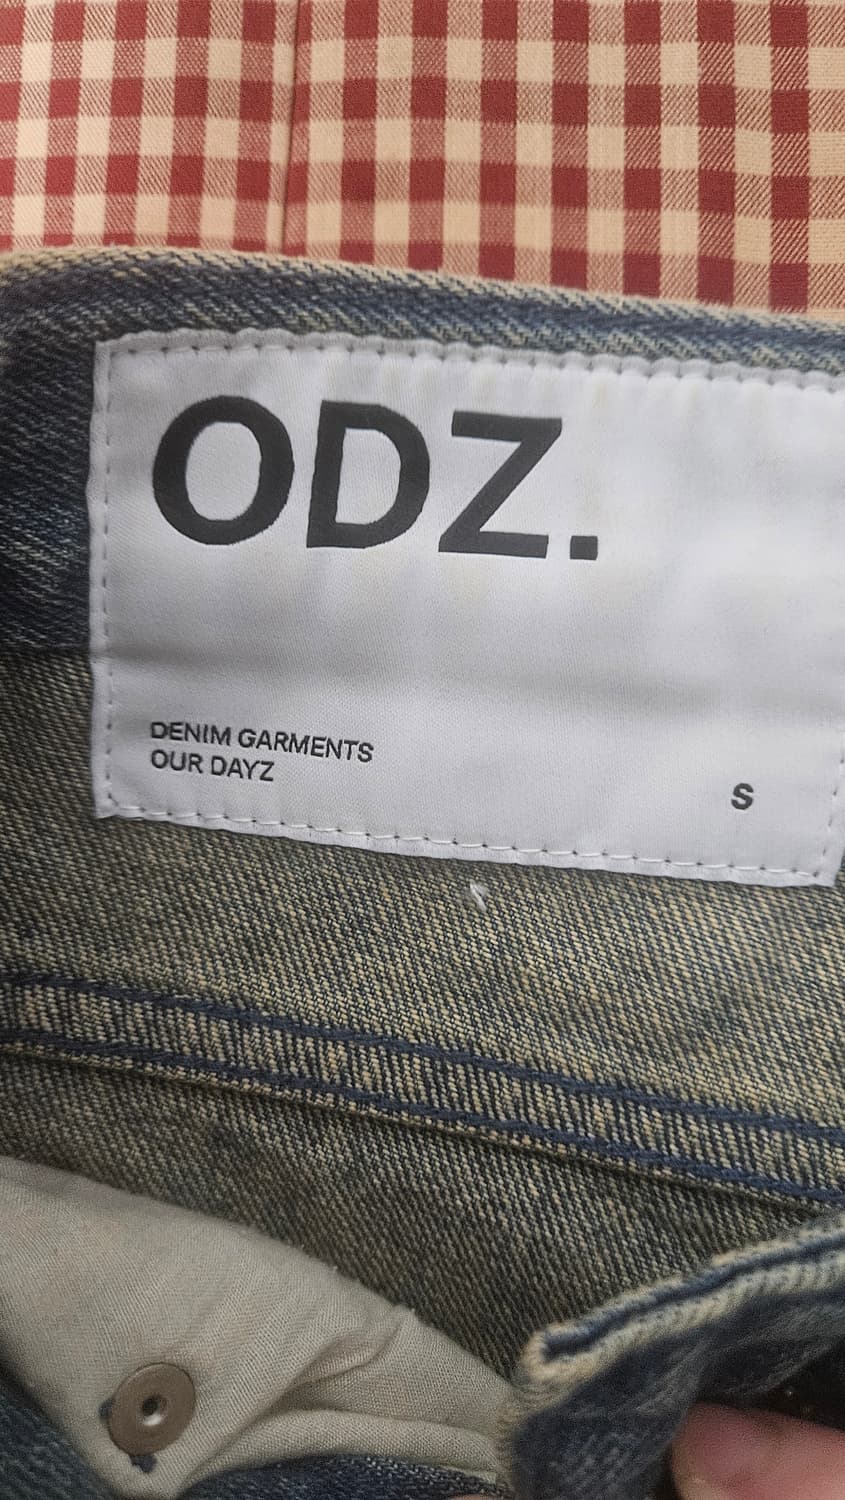 ODZ.
DENIM GARMENTS
OUR DAYZ
S